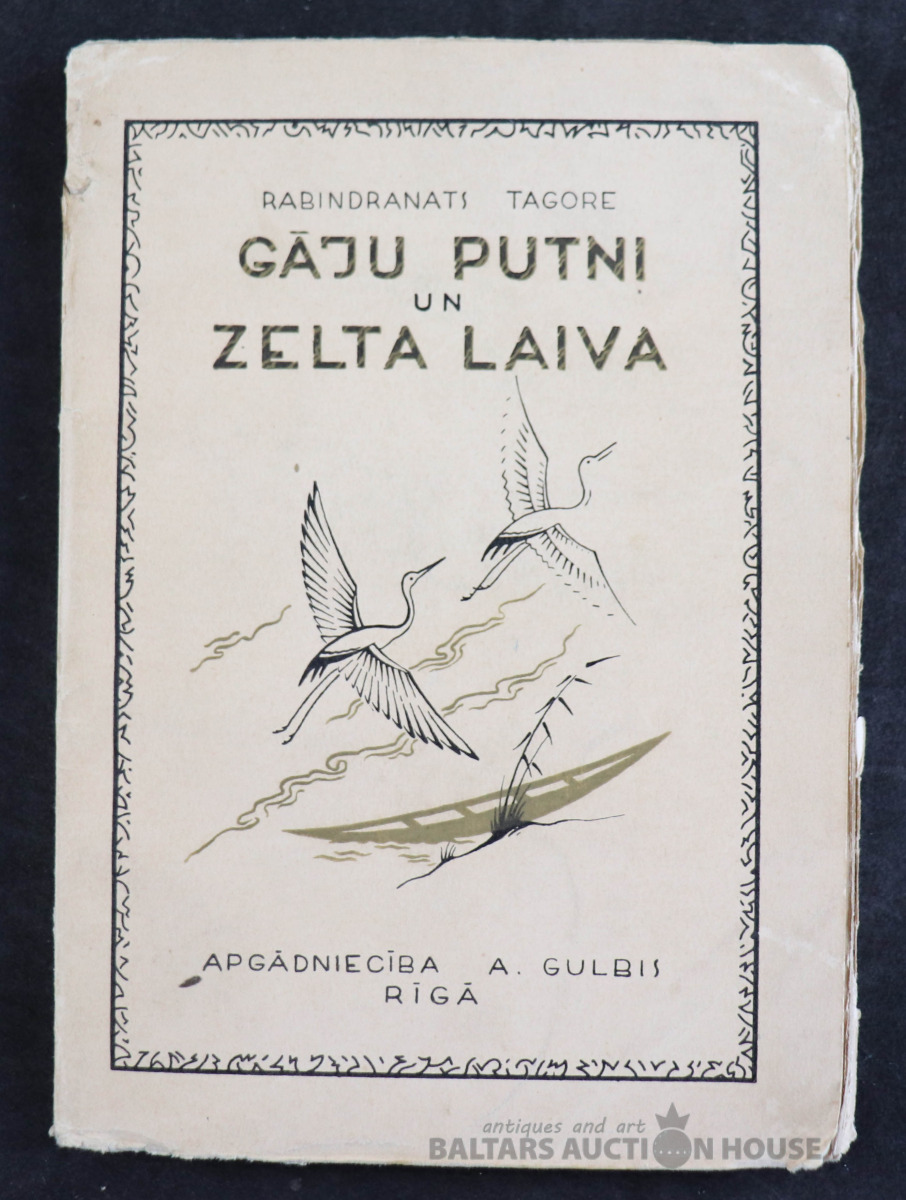 RABINDRANATS TAGORE
GĀJU PUTNI
UN
ZELTA LAIVA
APGĀDNIECĪBA A. GULBIS
RĪGĀ
antiques and art
BALTARS AUCTION HOUSE